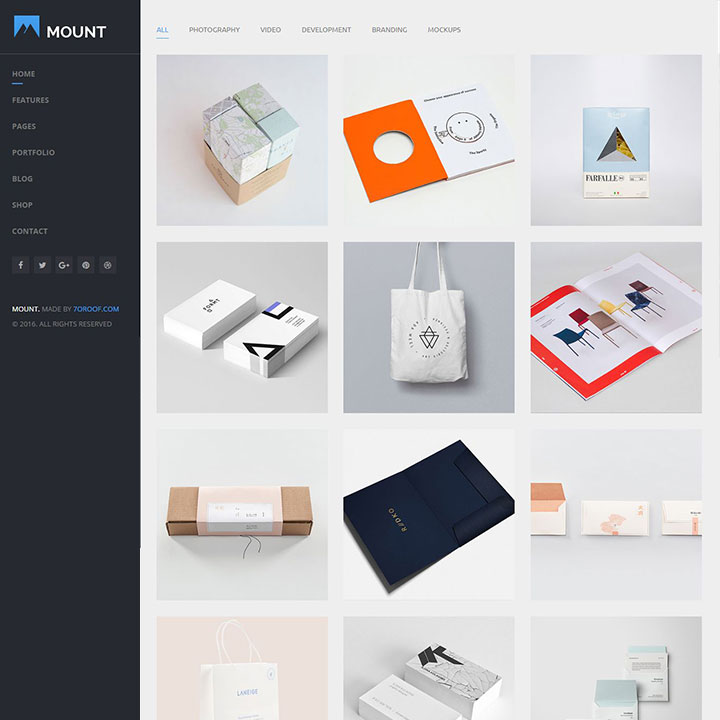 MOUNT
HOME
FEATURES
PAGES
PORTFOLIO
BLOG
SHOP
CONTACT
MOUNT. MADE BY 7OROOF.COM
© 2016. ALL RIGHTS RESERVED
ALL PHOTOGRAPHY VIDEO DEVELOPMENT BRANDING MOCKUPS
FARFALLE
LANEIGE